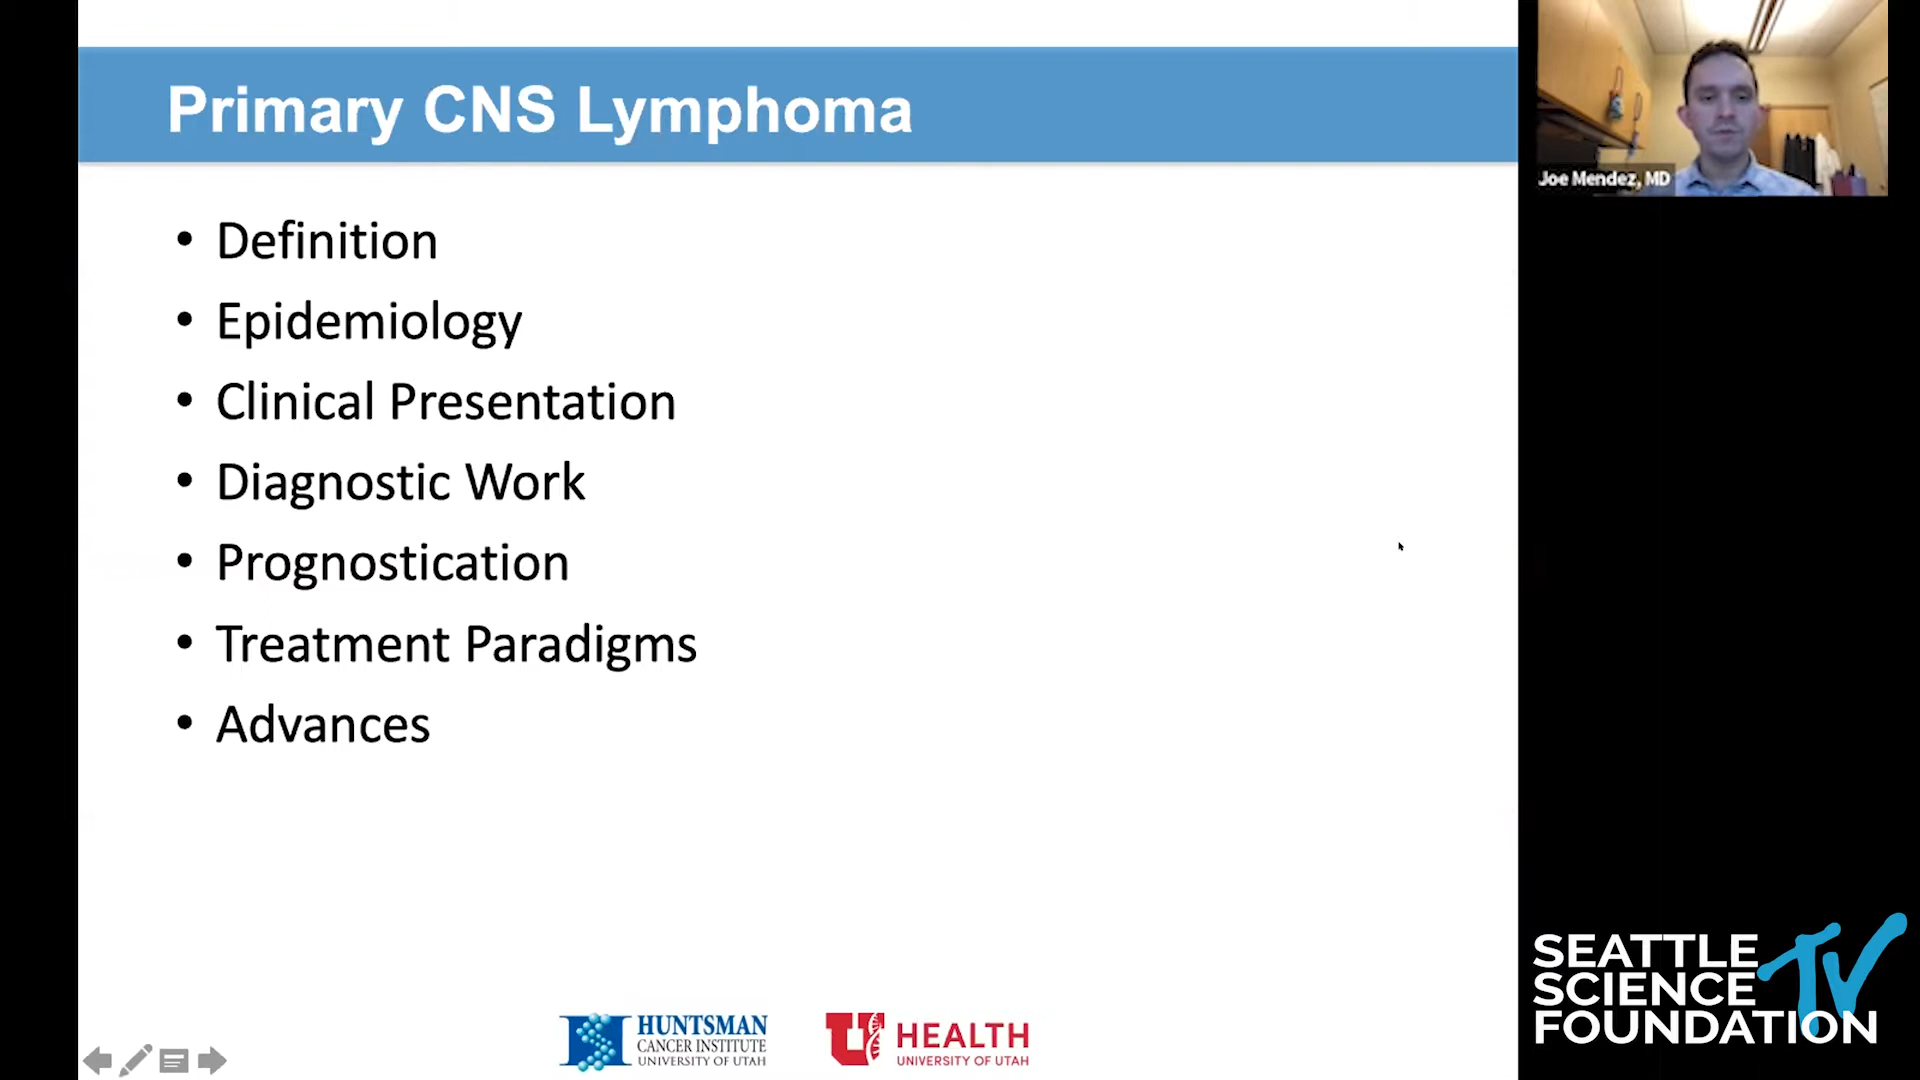 Primary CNS Lymphoma
• Definition
• Epidemiology
• Clinical Presentation
• Diagnostic Work
• Prognostication
• Treatment Paradigms
• Advances
HUNTSMAN
CANCER INSTITUTE
UNIVERSITY OF UTAH
U HEALTH
UNIVERSITY OF UTAH
Joe Mendez, MD
SEATTLE
SCIENCE TV
FOUNDATION